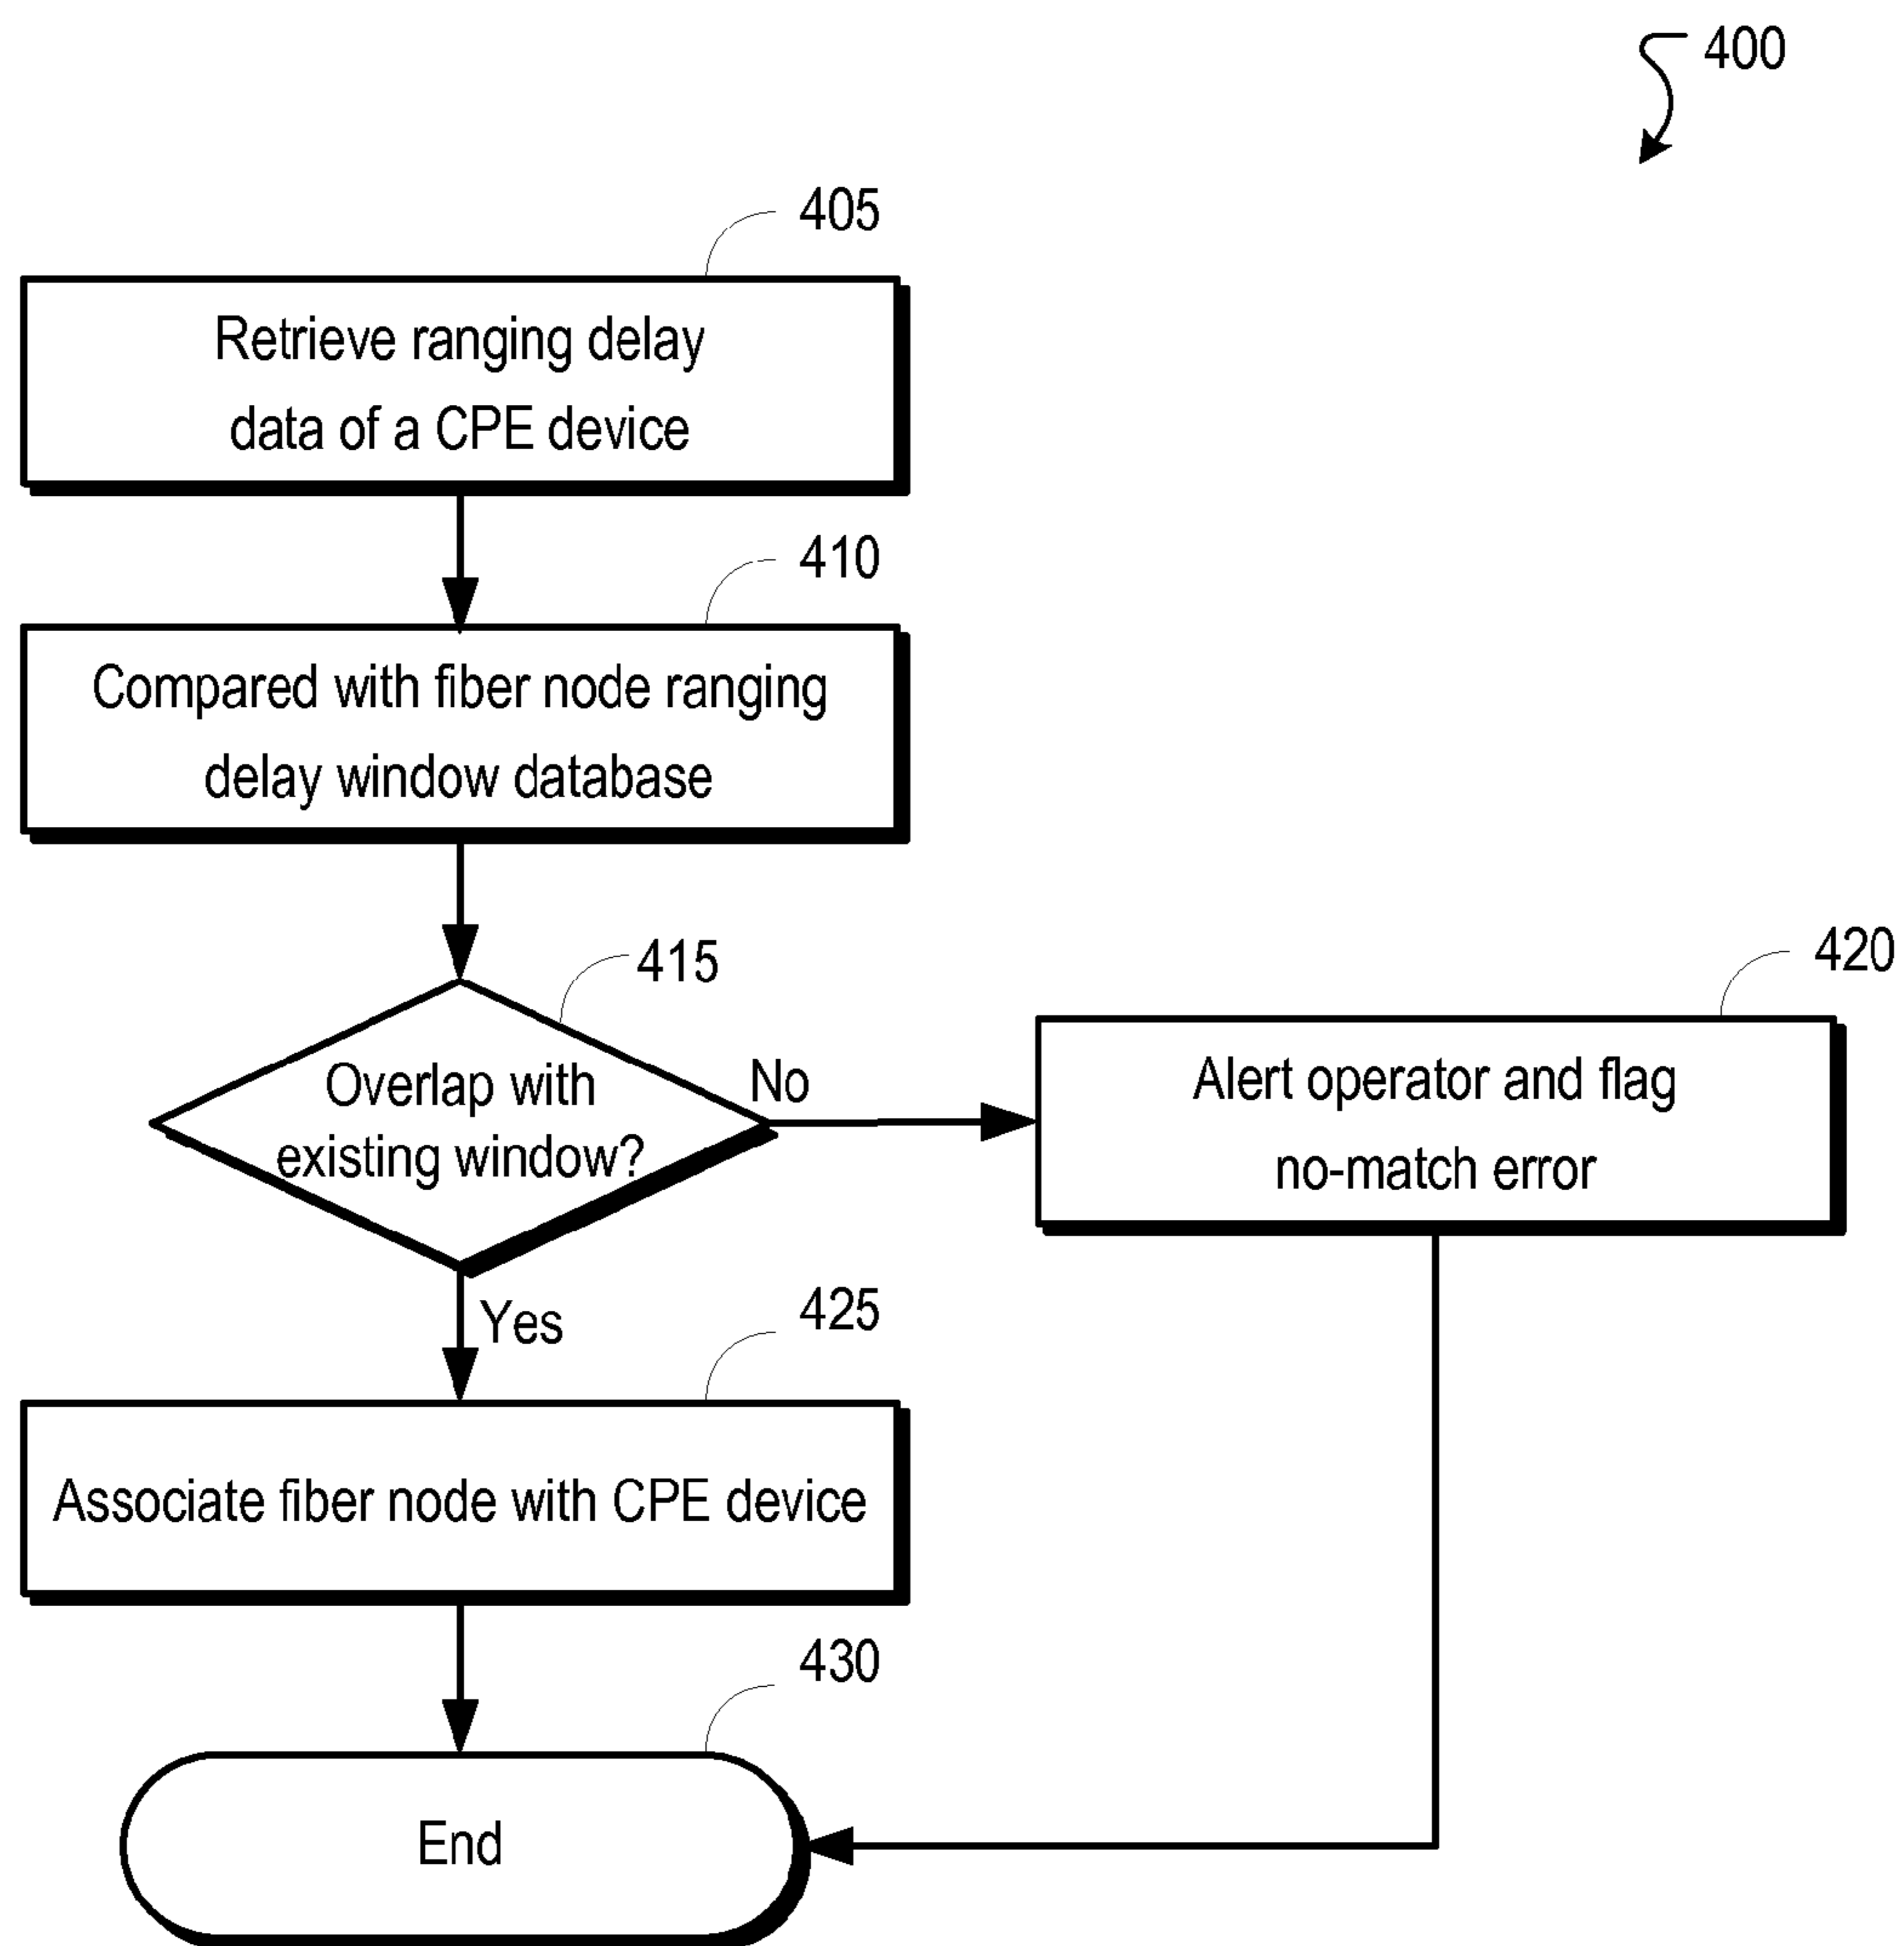 400
405
Retrieve ranging delay
data of a CPE device
410
Compared with fiber node ranging
delay window database
415
Overlap with
existing window?
No
420
Alert operator and flag
no-match error
Yes
425
Associate fiber node with CPE device
430
End